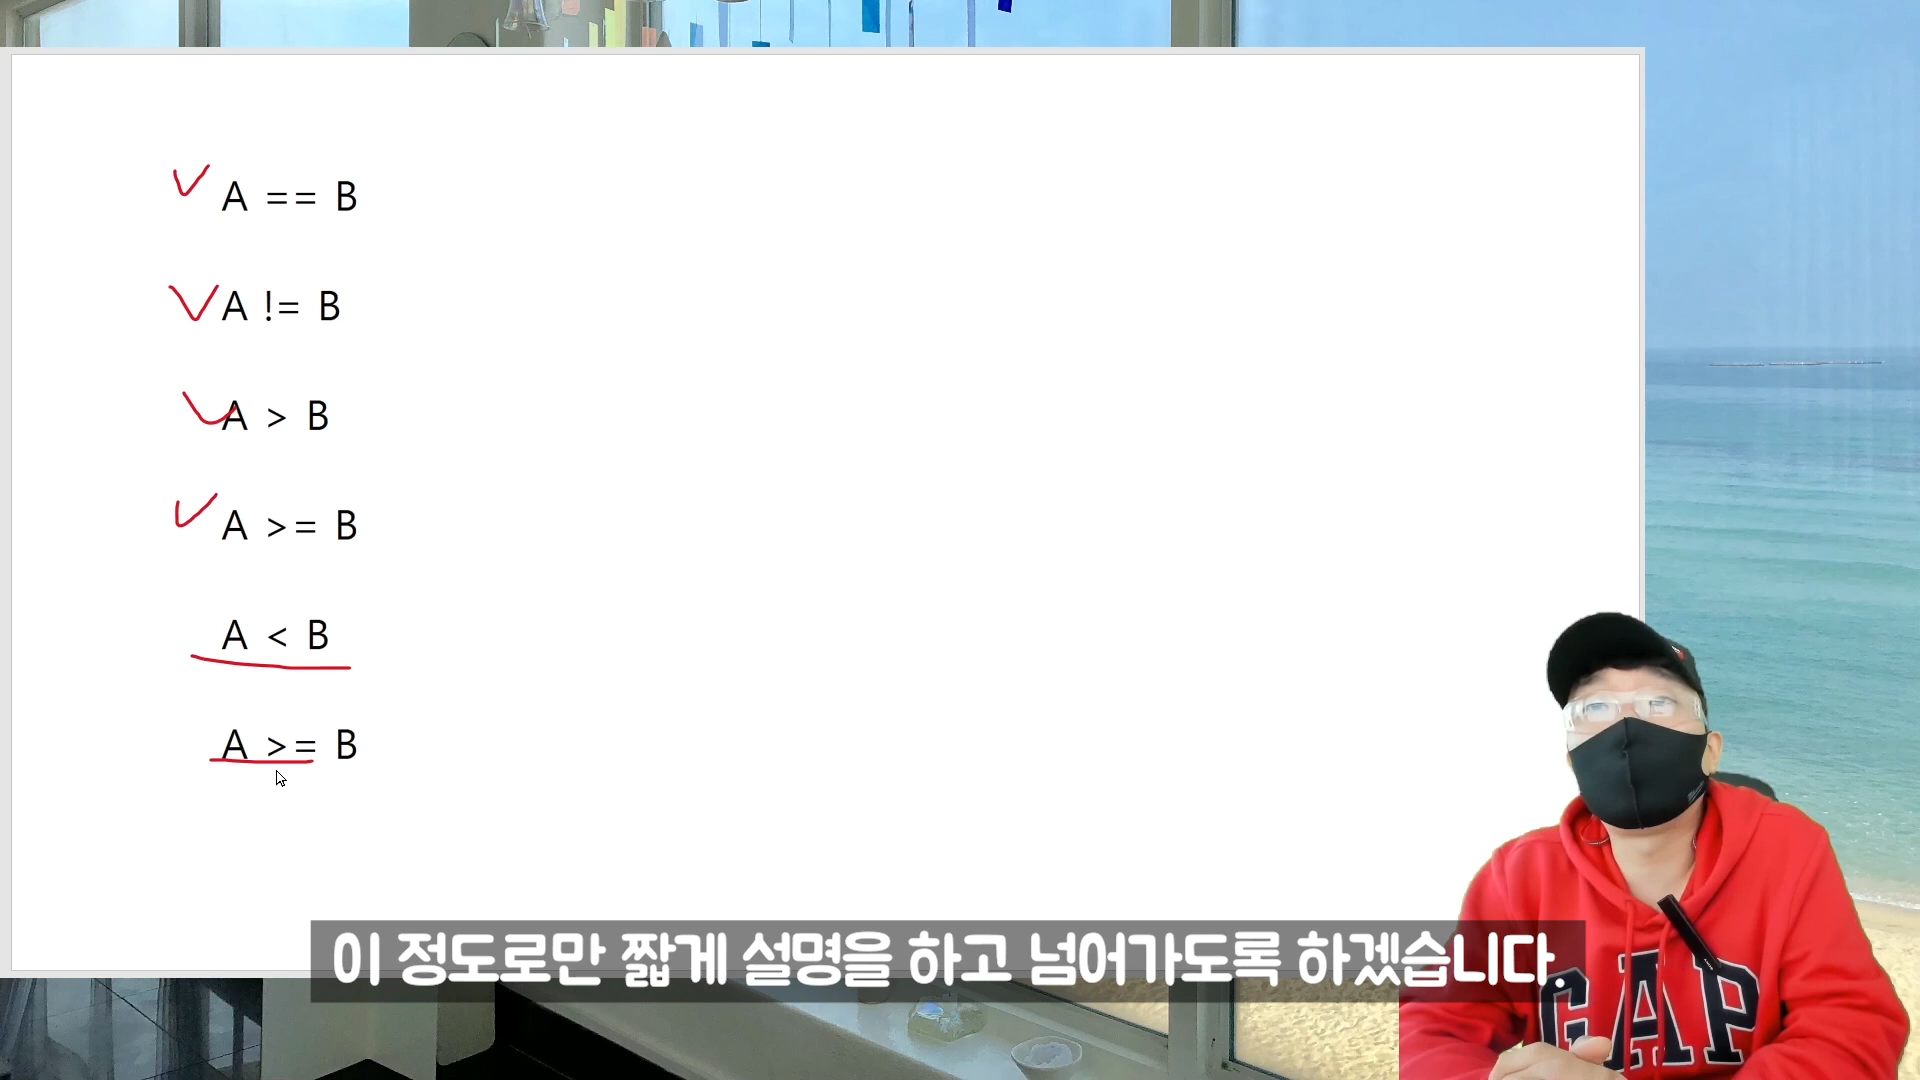 A == B
A != B
A > B
A >= B
A < B
A >= B
이 정도로만 짧게 설명을 하고 넘어가도록 하겠습니다.
GAP